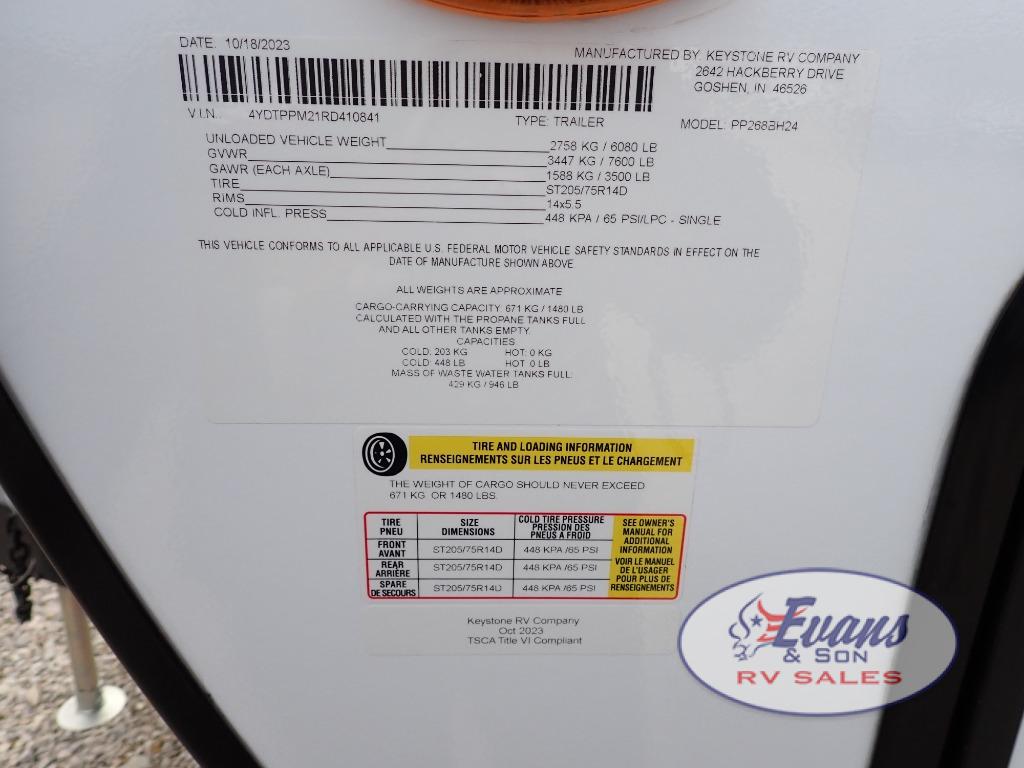 DATE: 10/18/2023
MANUFACTURED BY: KEYSTONE RV COMPANY
2642 HACKBERRY DRIVE
GOSHEN, IN 46526
V.I.N.: 4YDTPPM21RD410841 TYPE: TRAILER MODEL: PP268BH24
UNLOADED VEHICLE WEIGHT 2758 KG / 6080 LB
GVWR 3447 KG / 7600 LB
GAWR (EACH AXLE) 1588 KG / 3500 LB
TIRE ST205/75R14D
RIMS 14x5.5
COLD INFL. PRESS 448 KPA / 65 PSI/LPC - SINGLE
THIS VEHICLE CONFORMS TO ALL APPLICABLE U.S. FEDERAL MOTOR VEHICLE SAFETY STANDARDS IN EFFECT ON THE
DATE OF MANUFACTURE SHOWN ABOVE
ALL WEIGHTS ARE APPROXIMATE
CARGO-CARRYING CAPACITY: 671 KG / 1480 LB
CALCULATED WITH THE PROPANE TANKS FULL
AND ALL OTHER TANKS EMPTY.
CAPACITIES
COLD: 203 KG HOT: 0 KG
COLD: 448 LB HOT: 0 LB
MASS OF WASTE WATER TANKS FULL:
429 KG / 946 LB
TIRE AND LOADING INFORMATION
RENSEIGNEMENTS SUR LES PNEUS ET LE CHARGEMENT
THE WEIGHT OF CARGO SHOULD NEVER EXCEED
671 KG OR 1480 LBS.
TIRE
PNEU
SIZE
DIMENSIONS
COLD TIRE PRESSURE
PRESSION DES
PNEUS A FROID
FRONT
AVANT
ST205/75R14D 448 KPA /65 PSI
REAR
ARRIÈRE
ST205/75R14D 448 KPA /65 PSI
SPARE
DE SECOURS
ST205/75R14D 448 KPA /65 PSI
SEE OWNER'S
MANUAL FOR
ADDITIONAL
INFORMATION
VOIR LE MANUEL
DE L'USAGER
POUR PLUS DE
RENSEIGNEMENTS
Keystone RV Company
Oct 2023
TSCA Title VI Compliant
Evans
& SON
RV SALES